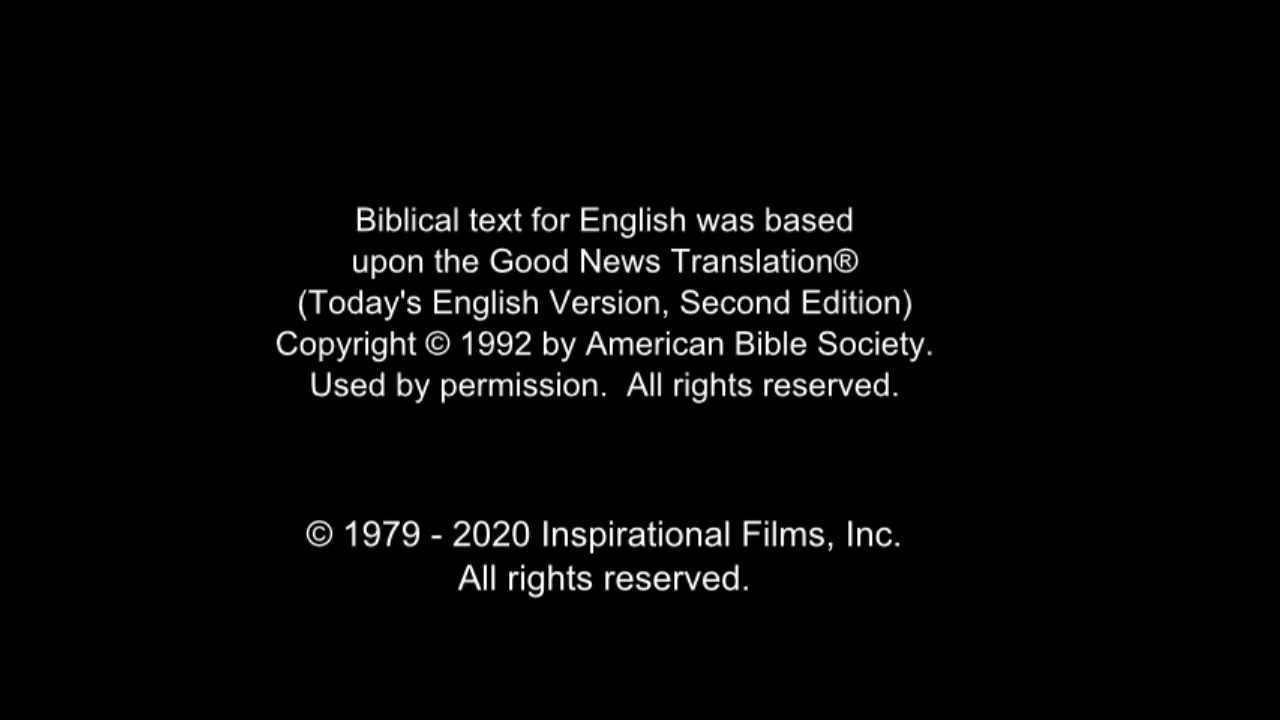 Biblical text for English was based
upon the Good News Translation®
(Today's English Version, Second Edition)
Copyright © 1992 by American Bible Society.
Used by permission.  All rights reserved.
© 1979 - 2020 Inspirational Films, Inc.
All rights reserved.